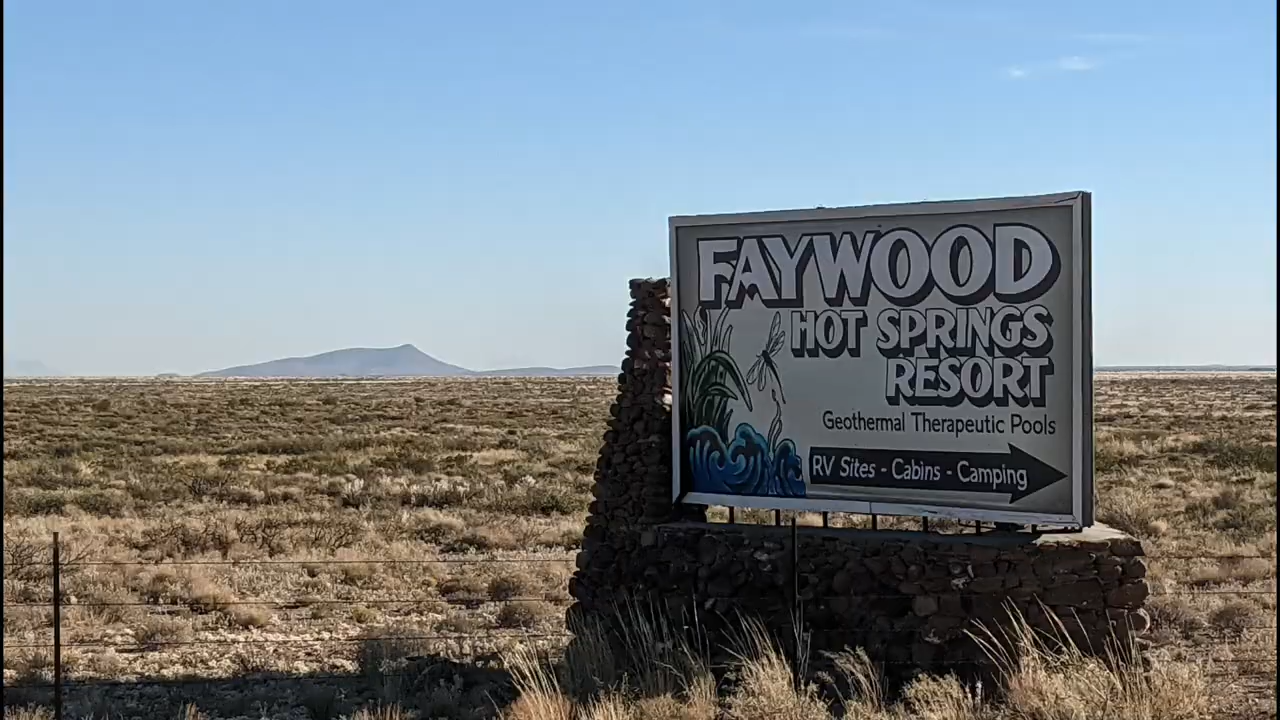 FAYWOOD
HOT SPRINGS
RESORT
Geothermal Therapeutic Pools
RV Sites - Cabins - Camping